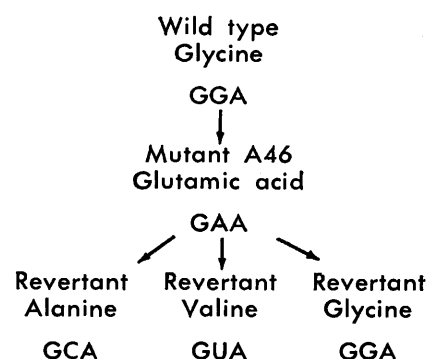 Wild type
Glycine
GGA
Mutant A46
Glutamic acid
GAA
Revertant Revertant Revertant
Alanine Valine Glycine
GCA GUA GGA